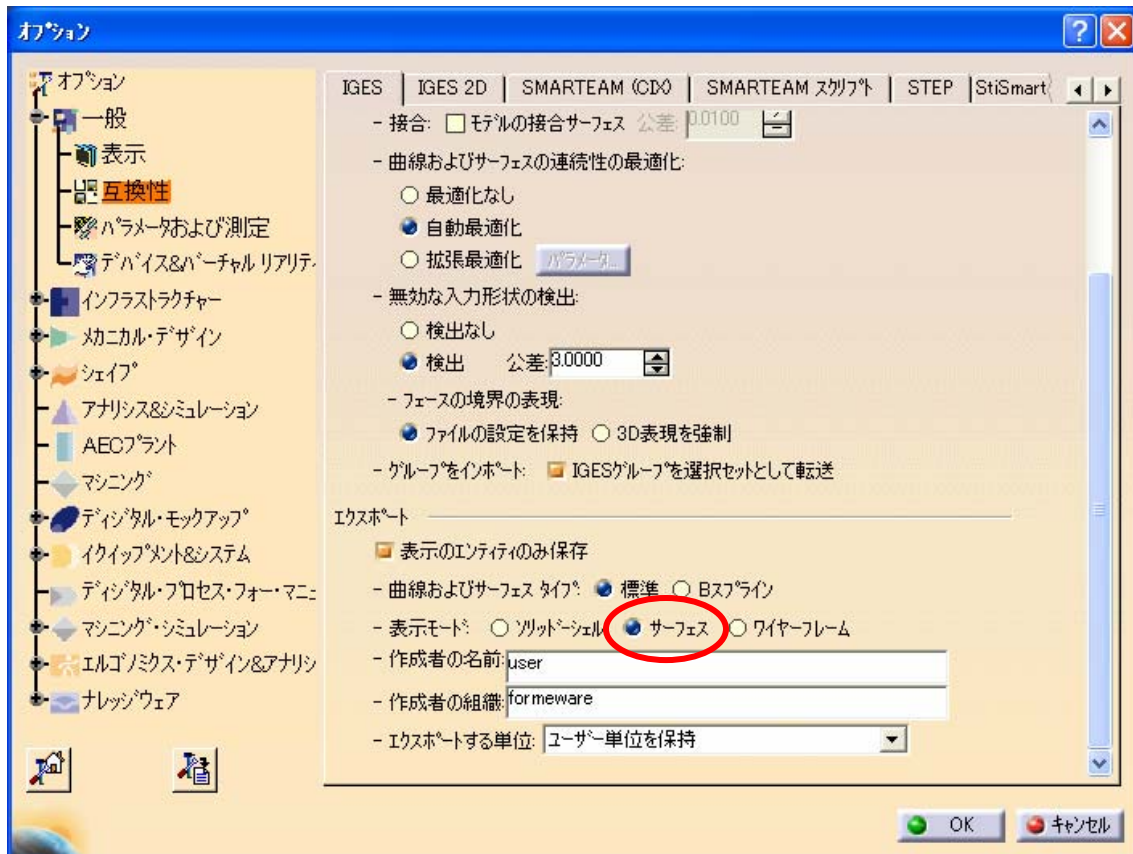 オプション
オプション
一般
表示
互換性
パラメータおよび測定
デバイス&バーチャル リアリテ
インフラストラクチャー
メカニカル・デザイン
シェイプ
アナリシス&シミュレーション
AECプラント
マシニング
ディジタル・モックアップ
イクイップメント&システム
ディジタル・プロセス・フォー・マニュ
マシニング・シミュレーション
エルゴノミクス・デザイン&アナリシ
ナレッジウェア
IGES IGES 2D SMARTEAM (CDX) SMARTEAM スクリプト STEP StiSmart
- 接合: モデルの接合サーフェス 公差: 0.0100
- 曲線およびサーフェスの連続性の最適化:
最適化なし
自動最適化
拡張最適化 パラメータ...
- 無効な入力形状の検出:
検出なし
検出 公差: 3.0000
- フェースの境界の表現:
ファイルの設定を保持 3D表現を強制
- グループをインポート: IGESグループを選択セットとして転送
エクスポート
表示のエンティティのみ保存
- 曲線およびサーフェス タイプ: 標準 Bスプライン
- 表示モード: ソリッド-シェル サーフェス ワイヤーフレーム
- 作成者の名前: user
- 作成者の組織: formeware
- エクスポートする単位: ユーザー単位を保持
OK キャンセル